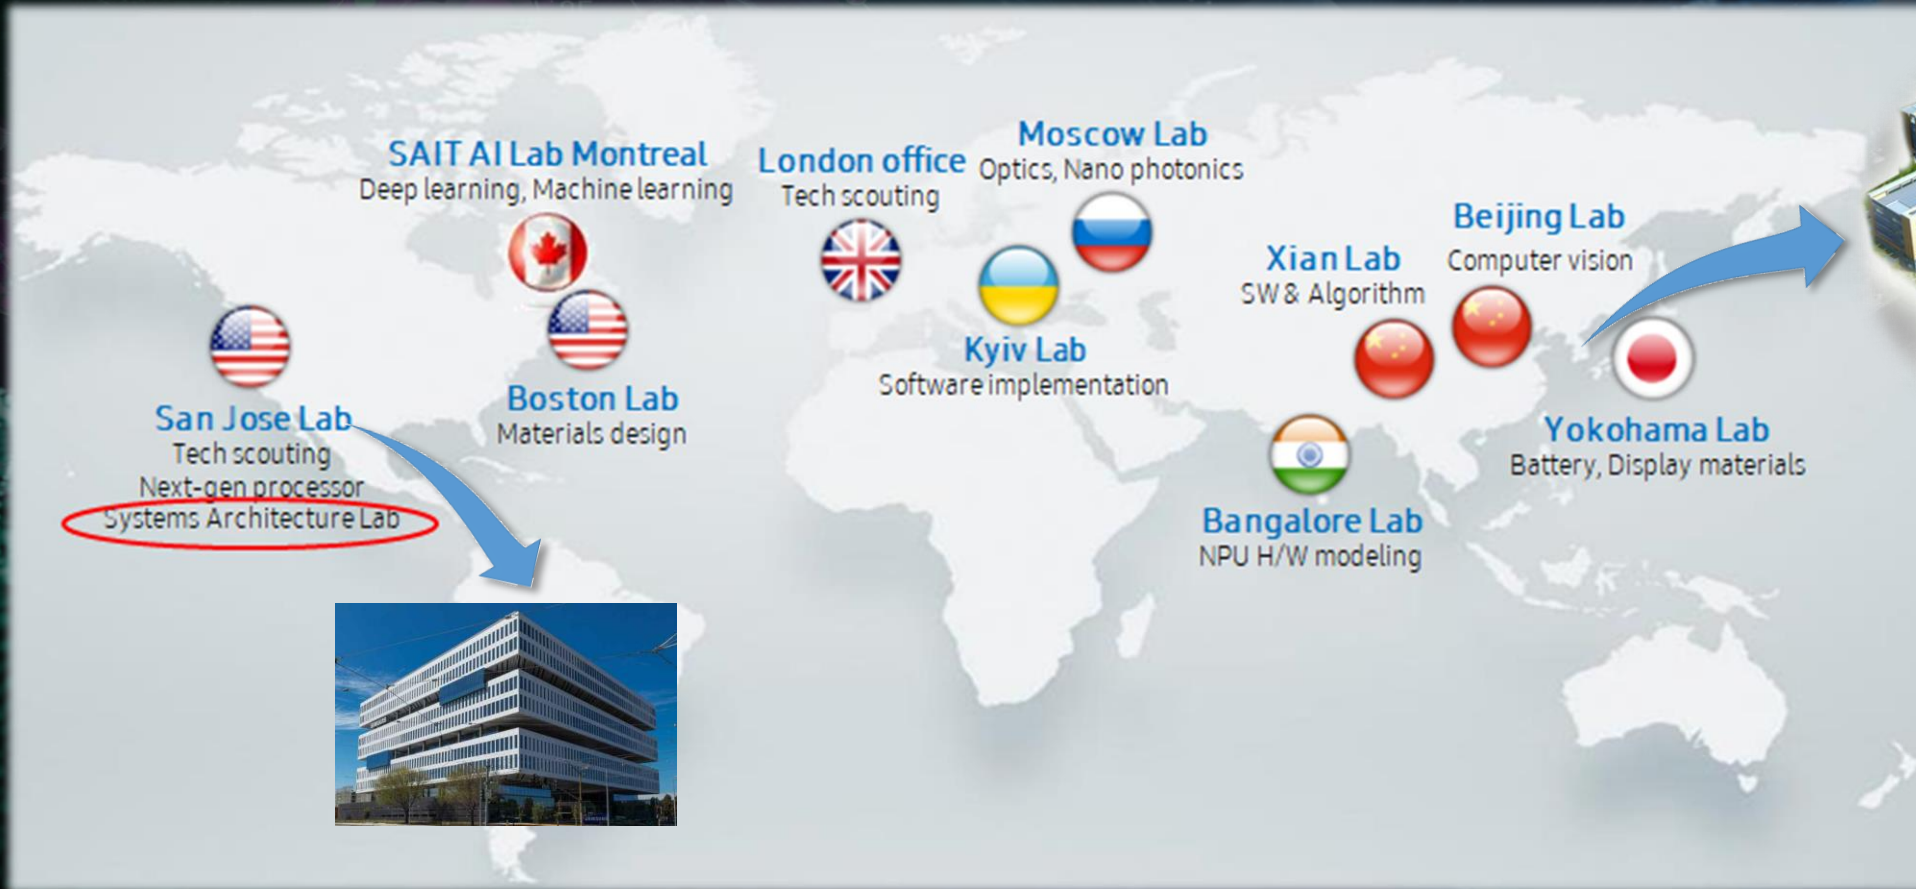 SAIT AI Lab Montreal
Deep learning, Machine learning
London office
Tech scouting
Moscow Lab
Optics, Nano photonics
Beijing Lab
Computer vision
Xian Lab
SW & Algorithm
Kyiv Lab
Software implementation
Boston Lab
Materials design
San Jose Lab
Tech scouting
Next-gen processor
Systems Architecture Lab
Yokohama Lab
Battery, Display materials
Bangalore Lab
NPU H/W modeling
SAMSUNG